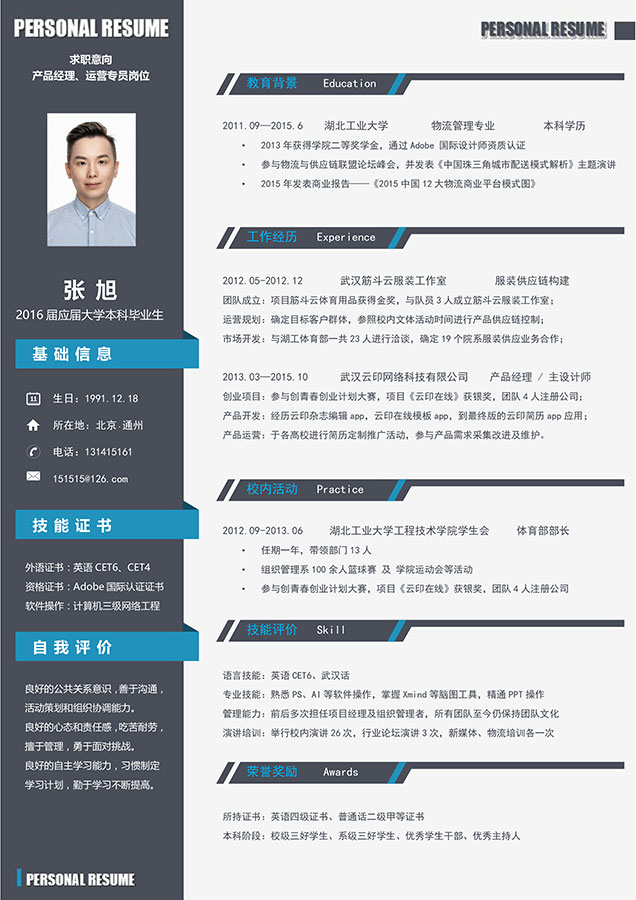 PERSONAL RESUME
求职意向
产品经理、运营专员岗位
张 旭
2016 届应届大学本科毕业生
基础信息
生日：1991.12.18
所在地：北京·通州
电话：131415161
151515@126.com
技能证书
外语证书：英语 CET6、CET4
资格证书：Adobe 国际认证证书
软件操作：计算机三级网络工程
自我评价
良好的公共关系意识，善于沟通，
活动策划和组织协调能力。
良好的心态和责任感，吃苦耐劳，
擅于管理，勇于面对挑战。
良好的自主学习能力，习惯制定
学习计划，勤于学习不断提高。
PERSONAL RESUME
PERSONAL RESUME
教育背景 Education
2011.09—2015.6 湖北工业大学 物流管理专业 本科学历
• 2013 年获得学院二等奖学金，通过 Adobe 国际设计师资质认证
• 参与物流与供应链联盟论坛峰会，并发表《中国珠三角城市配送模式解析》主题演讲
• 2015 年发表商业报告——《2015 中国 12 大物流商业平台模式图》
工作经历 Experience
2012.05-2012.12 武汉筋斗云服装工作室 服装供应链构建
团队成立：项目筋斗云体育用品获得金奖，与队员 3 人成立筋斗云服装工作室；
运营规划：确定目标客户群体，参照校内文体活动时间进行产品供应链控制；
市场开发：与湖工体育部一共 23 人进行洽谈，确定 19 个院系服装供应业务合作；
2013.03—2015.10 武汉云印网络科技有限公司 产品经理 / 主设计师
创业项目：参与创青春创业计划大赛，项目《云印在线》获银奖，团队 4 人注册公司；
产品开发：经历云印杂志编辑 app，云印在线模板 app，到最终版的云印简历 app 应用；
产品运营：于各高校进行简历定制推广活动，参与产品需求采集改进及维护。
校内活动 Practice
2012.09-2013.06 湖北工业大学工程技术学院学生会 体育部部长
• 任期一年，带领部门 13 人
• 组织管理系 100 余人篮球赛 及 学院运动会等活动
• 参与创青春创业计划大赛，项目《云印在线》获银奖，团队 4 人注册公司
技能评价 Skill
语言技能：英语 CET6、武汉话
专业技能：熟悉 PS、AI 等软件操作，掌握 Xmind 等脑图工具，精通 PPT 操作
管理能力：前后多次担任项目经理及组织管理者，所有团队至今仍保持团队文化
演讲培训：举行校内演讲 26 次，行业论坛演讲 3 次，新媒体、物流培训各一次
荣誉奖励 Awards
所持证书：英语四级证书、普通话二级甲等证书
本科阶段：校级三好学生、系级三好学生、优秀学生干部、优秀主持人